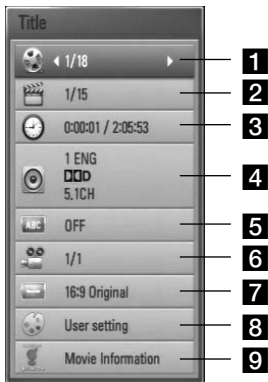 Title
1/18 1
1/15 2
0:00:01 / 2:05:53 3
1 ENG
D
5.1CH
4
ABC OFF 5
1/1 6
16:9 Original 7
User setting 8
Movie Information 9